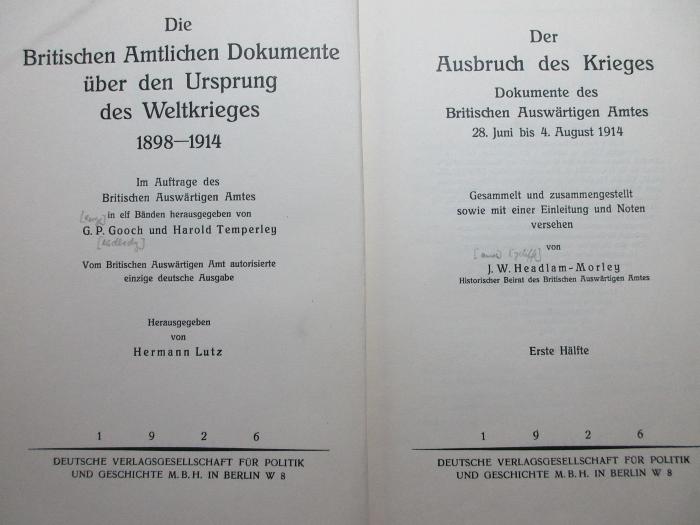 Die
Britischen Amtlichen Dokumente
über den Ursprung
des Weltkrieges
1898—1914
Im Auftrage des
Britischen Auswärtigen Amtes
in elf Bänden herausgegeben von
G. P. Gooch und Harold Temperley
Vom Britischen Auswärtigen Amt autorisierte
einzige deutsche Ausgabe
Herausgegeben
von
Hermann Lutz
1 9 2 6
DEUTSCHE VERLAGSGESELLSCHAFT FÜR POLITIK
UND GESCHICHTE M. B. H. IN BERLIN W 8
Der
Ausbruch des Krieges
Dokumente des
Britischen Auswärtigen Amtes
28. Juni bis 4. August 1914
Gesammelt und zusammengestellt
sowie mit einer Einleitung und Noten
versehen
von
J. W. Headlam-Morley
Historischer Beirat des Britischen Auswärtigen Amtes
Erste Hälfte
1 9 2 6
DEUTSCHE VERLAGSGESELLSCHAFT FÜR POLITIK
UND GESCHICHTE M. B. H. IN BERLIN W 8